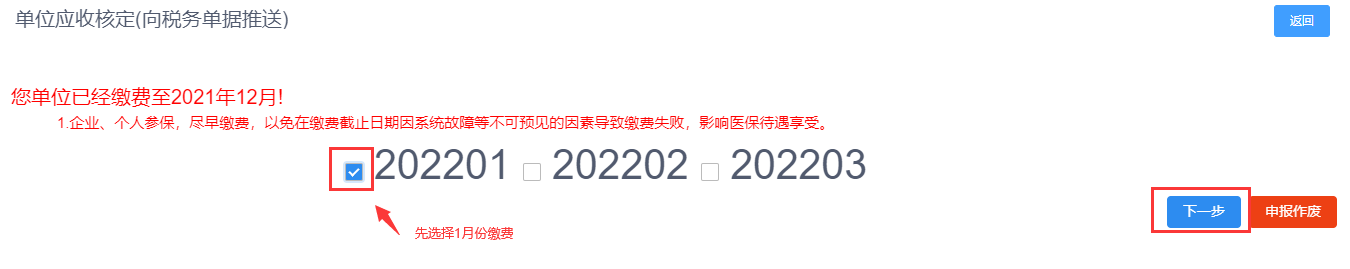 单位应收核定(向税务单据推送)
返回
您单位已经缴费至2021年12月!
1.企业、个人参保，尽早缴费，以免在缴费截止日期因系统故障等不可预见的因素导致缴费失败，影响医保待遇享受。
202201 202202 202203
下一步 申报作废
先选择1月份缴费